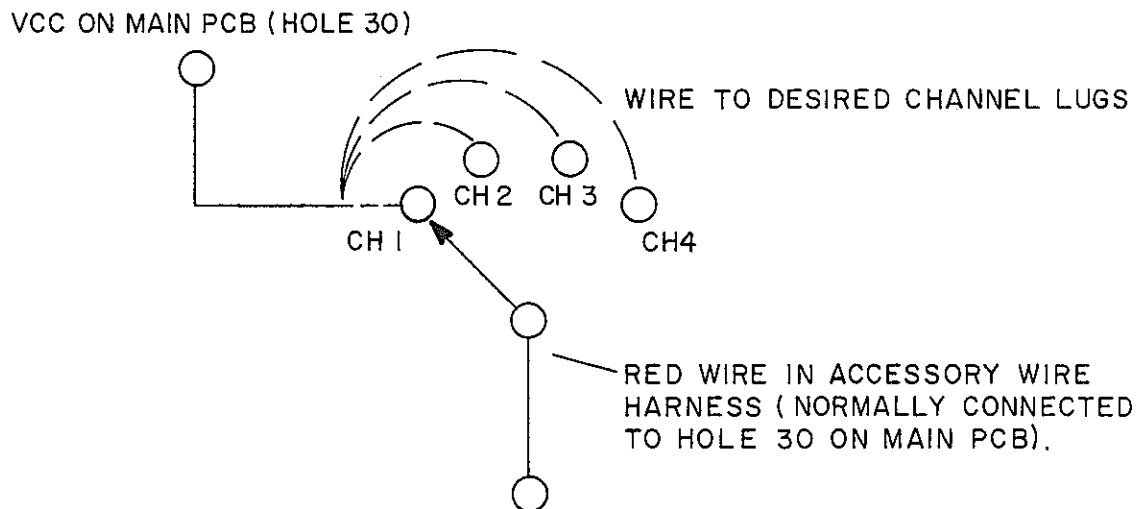 VCC ON MAIN PCB (HOLE 30)
WIRE TO DESIRED CHANNEL LUGS
CH 2
CH 3
CH 1
CH4
RED WIRE IN ACCESSORY WIRE
HARNESS (NORMALLY CONNECTED
TO HOLE 30 ON MAIN PCB).